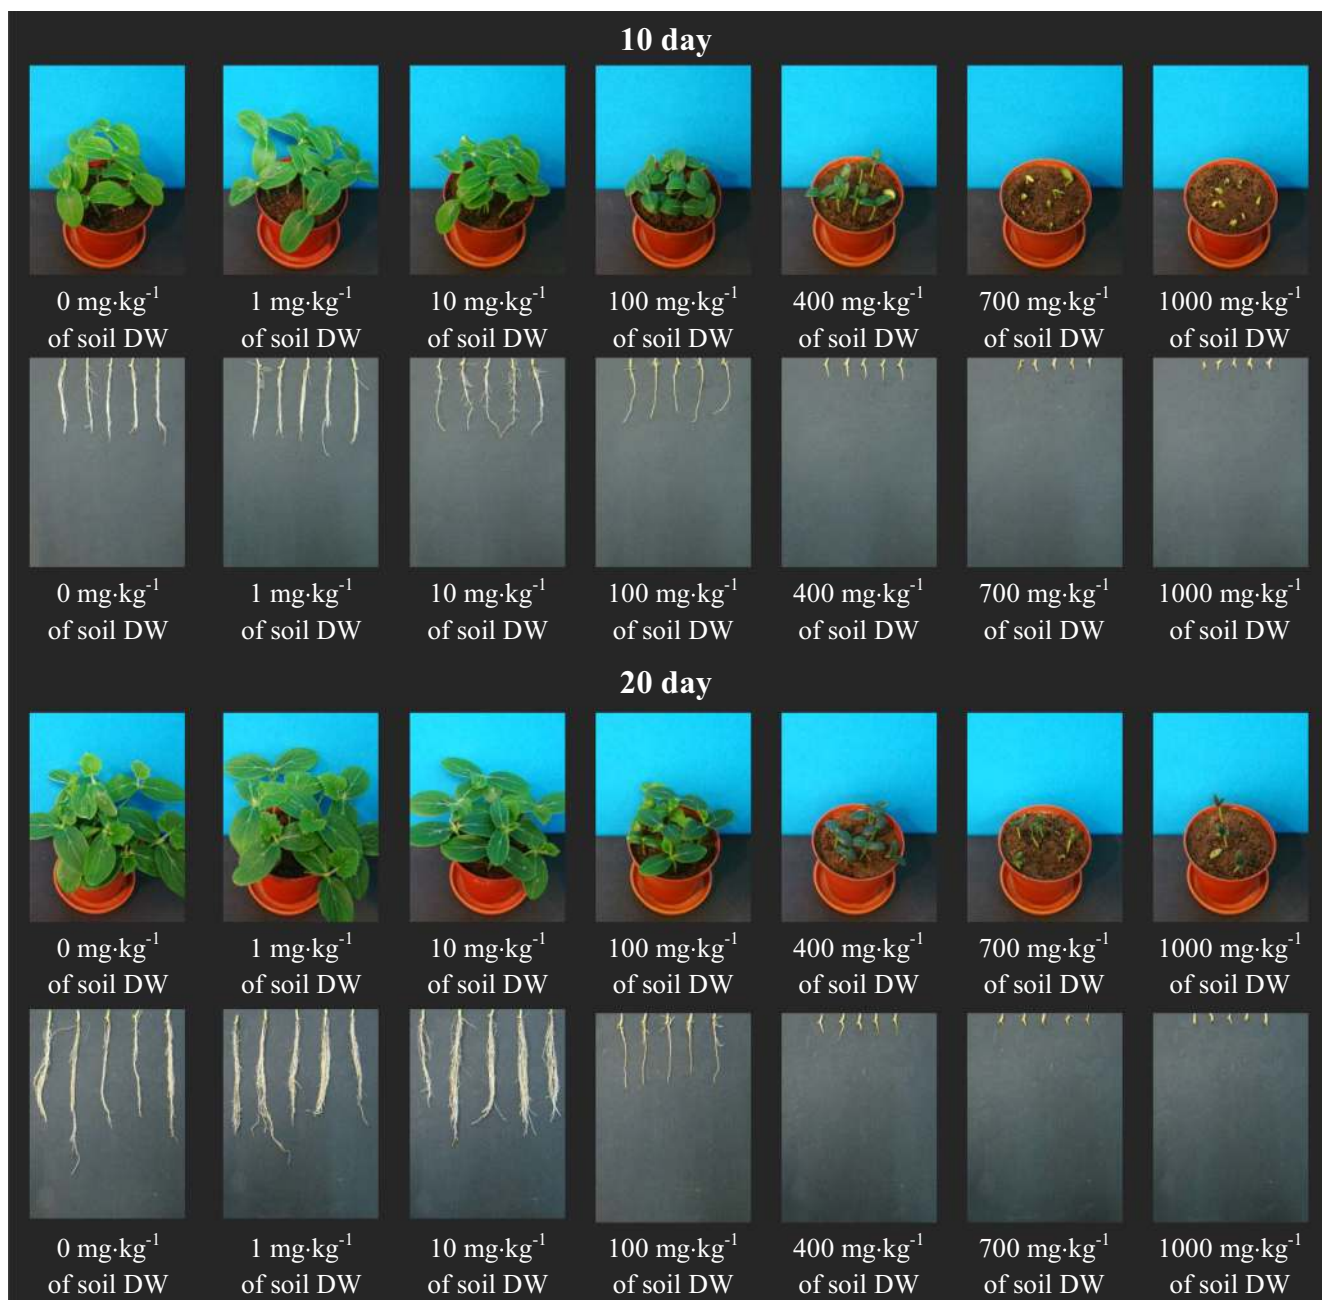 10 day
0 mg·kg⁻¹ 1 mg·kg⁻¹ 10 mg·kg⁻¹ 100 mg·kg⁻¹ 400 mg·kg⁻¹ 700 mg·kg⁻¹ 1000 mg·kg⁻¹
of soil DW of soil DW of soil DW of soil DW of soil DW of soil DW of soil DW
0 mg·kg⁻¹ 1 mg·kg⁻¹ 10 mg·kg⁻¹ 100 mg·kg⁻¹ 400 mg·kg⁻¹ 700 mg·kg⁻¹ 1000 mg·kg⁻¹
of soil DW of soil DW of soil DW of soil DW of soil DW of soil DW of soil DW
20 day
0 mg·kg⁻¹ 1 mg·kg⁻¹ 10 mg·kg⁻¹ 100 mg·kg⁻¹ 400 mg·kg⁻¹ 700 mg·kg⁻¹ 1000 mg·kg⁻¹
of soil DW of soil DW of soil DW of soil DW of soil DW of soil DW of soil DW
0 mg·kg⁻¹ 1 mg·kg⁻¹ 10 mg·kg⁻¹ 100 mg·kg⁻¹ 400 mg·kg⁻¹ 700 mg·kg⁻¹ 1000 mg·kg⁻¹
of soil DW of soil DW of soil DW of soil DW of soil DW of soil DW of soil DW